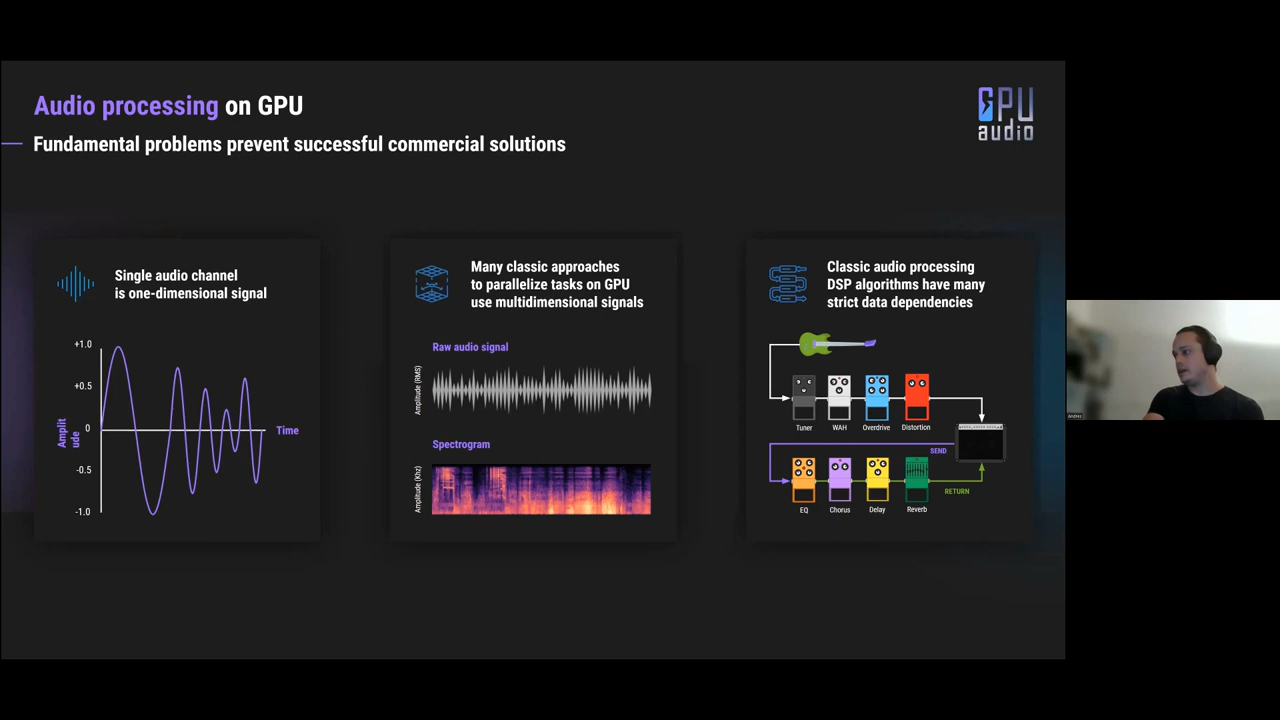 Audio processing on GPU
Fundamental problems prevent successful commercial solutions
GPU
audio
Single audio channel
is one-dimensional signal
+1.0
+0.5
0
-0.5
-1.0
Amplit
ude
Time
Many classic approaches
to parallelize tasks on GPU
use multidimensional signals
Raw audio signal
Amplitude (RMS)
Spectrogram
Amplitude (Khz)
Classic audio processing
DSP algorithms have many
strict data dependencies
Tuner
WAH
Overdrive
Distortion
SEND
EQ
Chorus
Delay
Reverb
RETURN